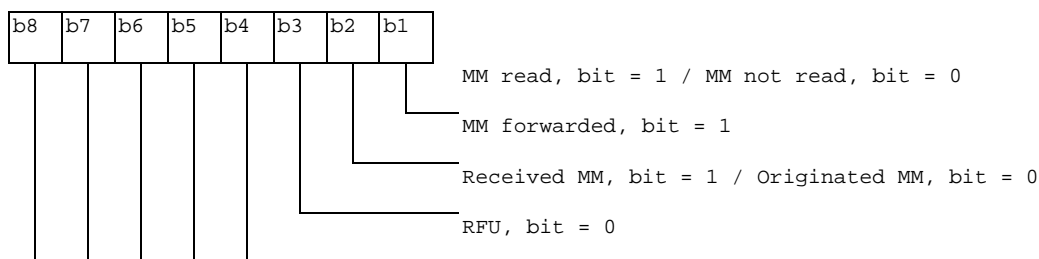 b8 b7 b6 b5 b4 b3 b2 b1
MM read, bit = 1 / MM not read, bit = 0
MM forwarded, bit = 1
Received MM, bit = 1 / Originated MM, bit = 0
RFU, bit = 0